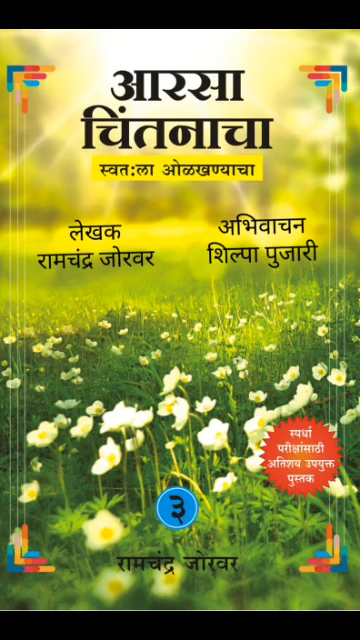 आरसा
चिंतनाचा
स्वत:ला ओळखण्याचा
लेखक
रामचंद्र जोरवर
अभिवाचन
शिल्पा पुजारी
स्पर्धा
परीक्षांसाठी
अतिशय उपयुक्त
पुस्तक
३
रामचंद्र जोरवर